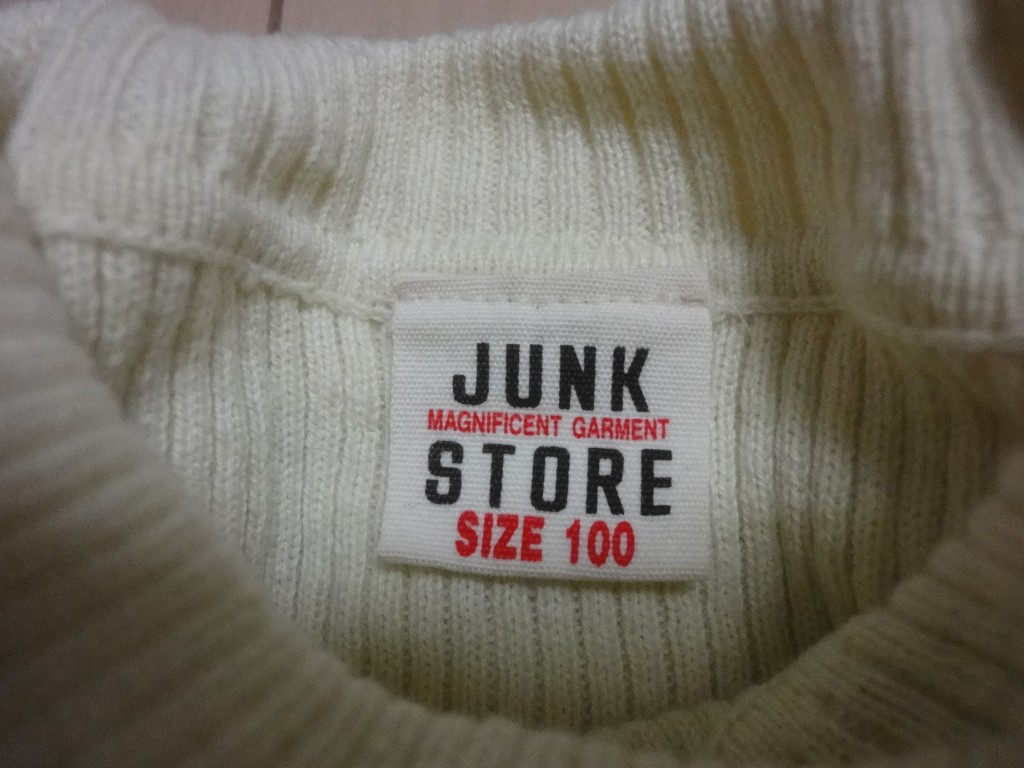 JUNK
MAGNIFICENT GARMENT
STORE
SIZE 100